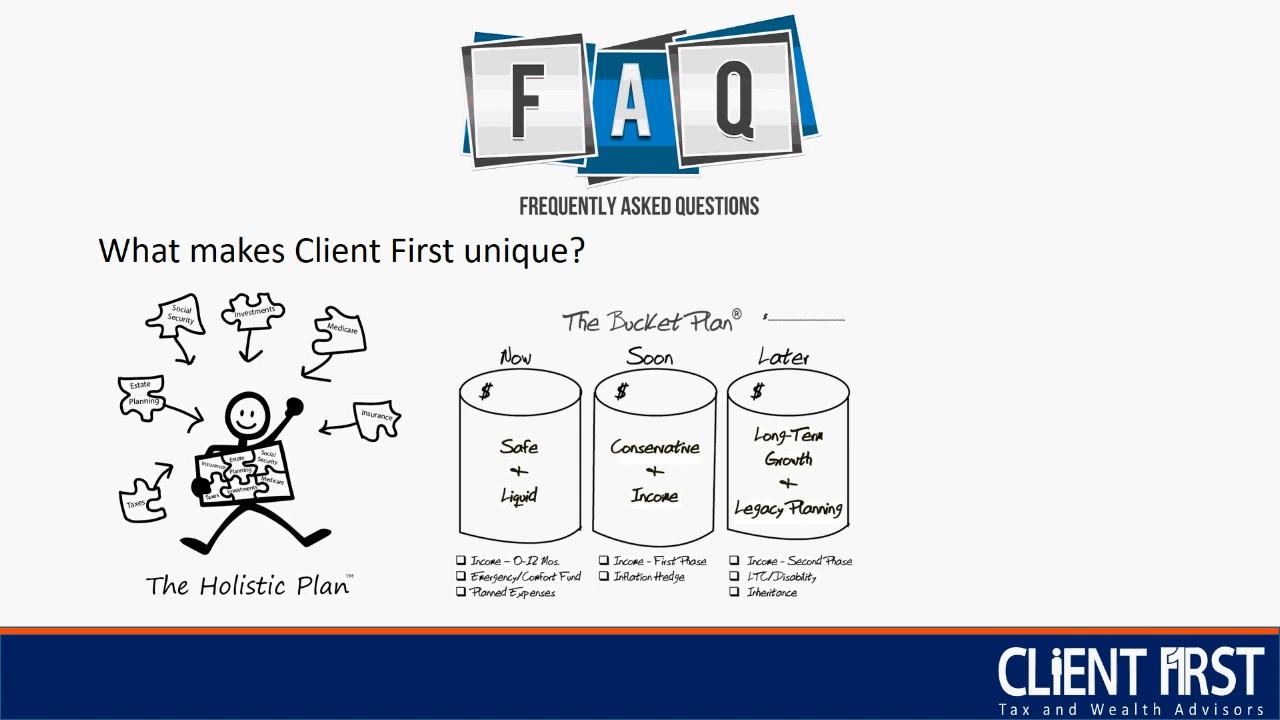 F A Q
FREQUENTLY ASKED QUESTIONS
What makes Client First unique?
Social
Security
Investments
Medicare
Estate
Planning
Insurance
Taxes
Insurance
Estate
Planning
Social
Security
Taxes
Investments
Medicare
The Holistic Plan™
The Bucket Plan® $
Now
$
Safe
+
Liquid
Income - 0-12 Mos.
Emergency/Comfort Fund
Planned Expenses
Soon
$
Conservative
+
Income
Income - First Phase
Inflation Hedge
Later
$
Long-Term
Growth
+
Legacy Planning
Income - Second Phase
LTC/Disability
Inheritance
CLiENT FIRST
Tax and Wealth Advisors